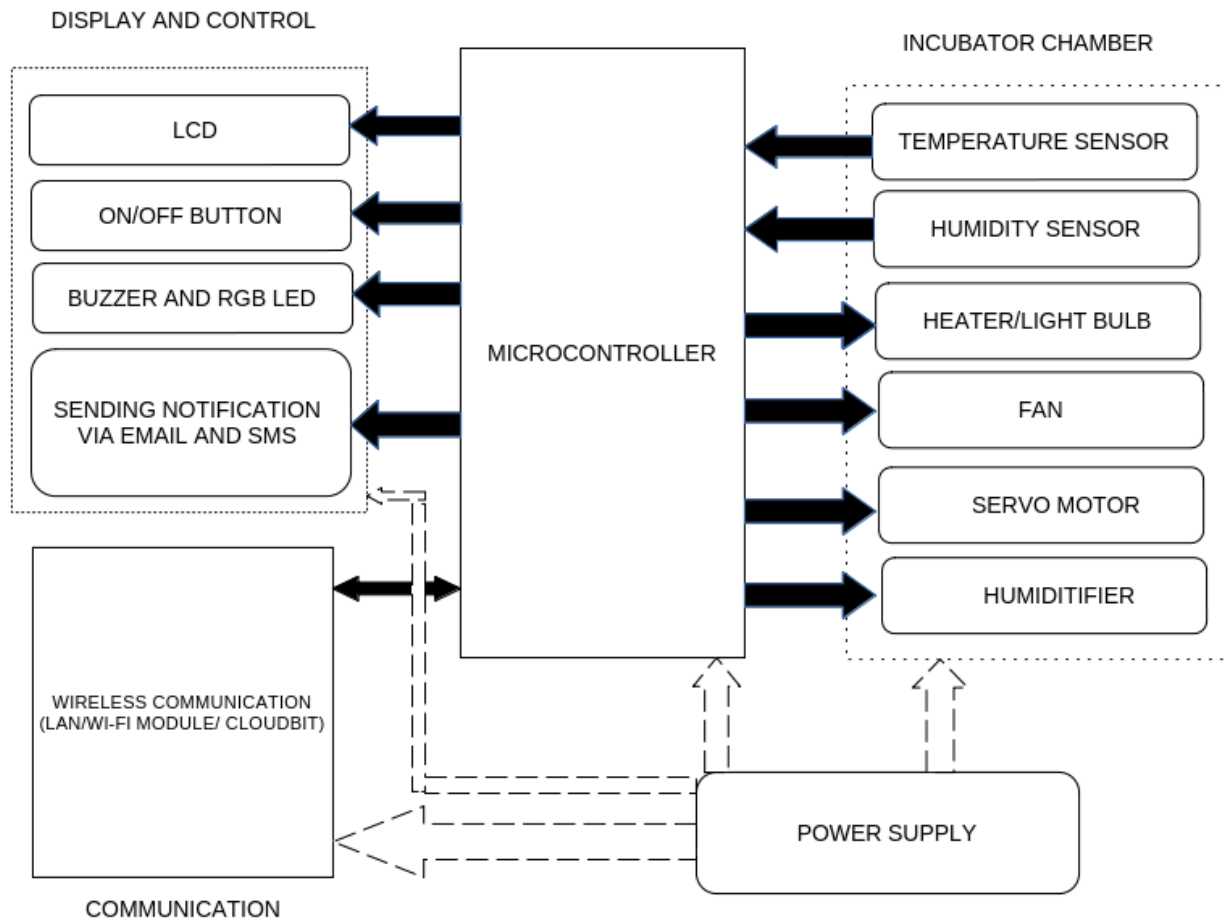 DISPLAY AND CONTROL
LCD
ON/OFF BUTTON
BUZZER AND RGB LED
SENDING NOTIFICATION
VIA EMAIL AND SMS
MICROCONTROLLER
INCUBATOR CHAMBER
TEMPERATURE SENSOR
HUMIDITY SENSOR
HEATER/LIGHT BULB
FAN
SERVO MOTOR
HUMIDITIFIER
WIRELESS COMMUNICATION
(LAN/WI-FI MODULE/ CLOUDBIT)
COMMUNICATION
POWER SUPPLY